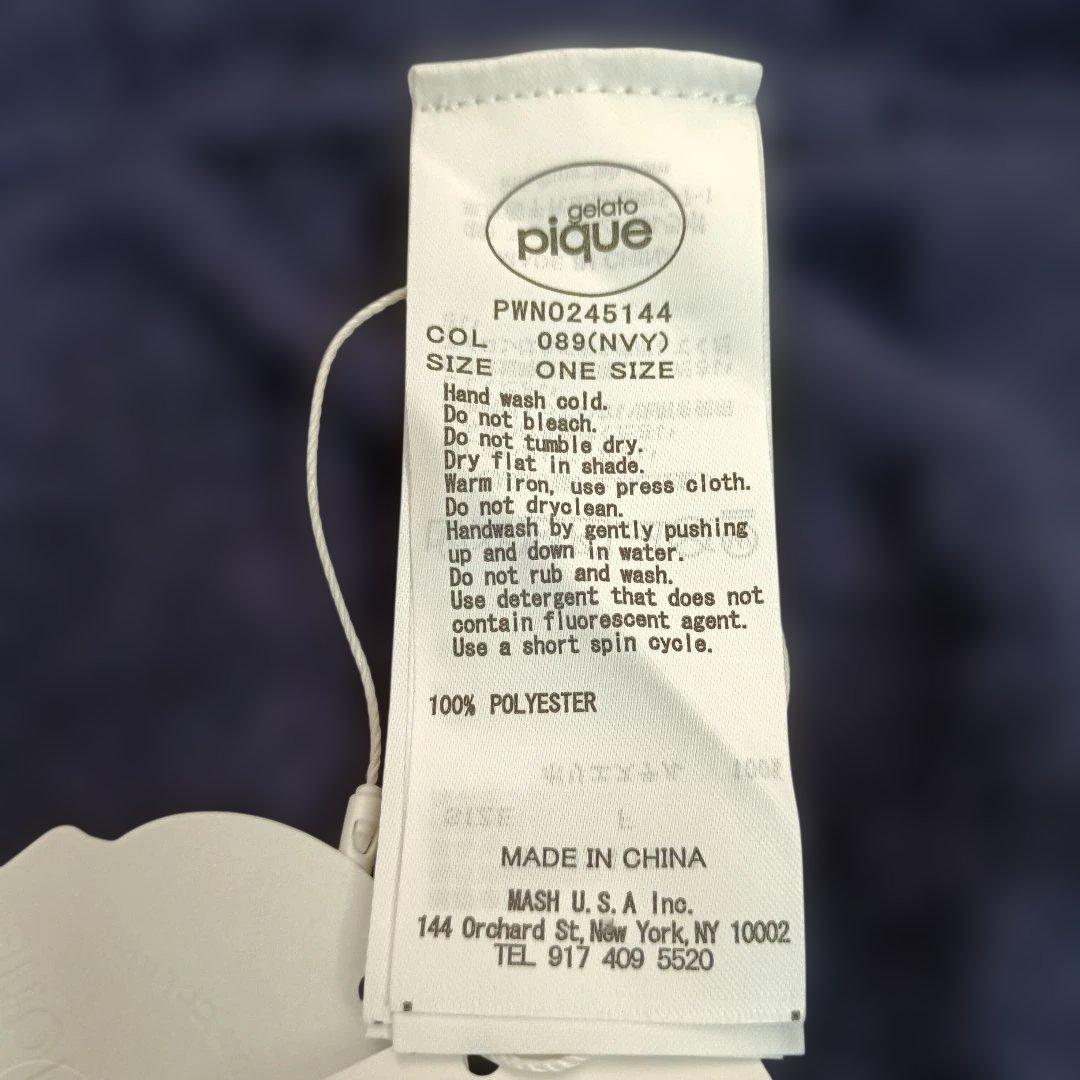 gelato
pique
PWNO245144
COL 089(NVY)
SIZE ONE SIZE
Hand wash cold.
Do not bleach.
Do not tumble dry.
Dry flat in shade.
Warm iron, use press cloth.
Do not dryclean.
Handwash by gently pushing
up and down in water.
Do not rub and wash.
Use detergent that does not
contain fluorescent agent.
Use a short spin cycle.
100% POLYESTER
MADE IN CHINA
MASH U.S.A Inc.
144 Orchard St, New York, NY 10002
TEL 917 409 5520